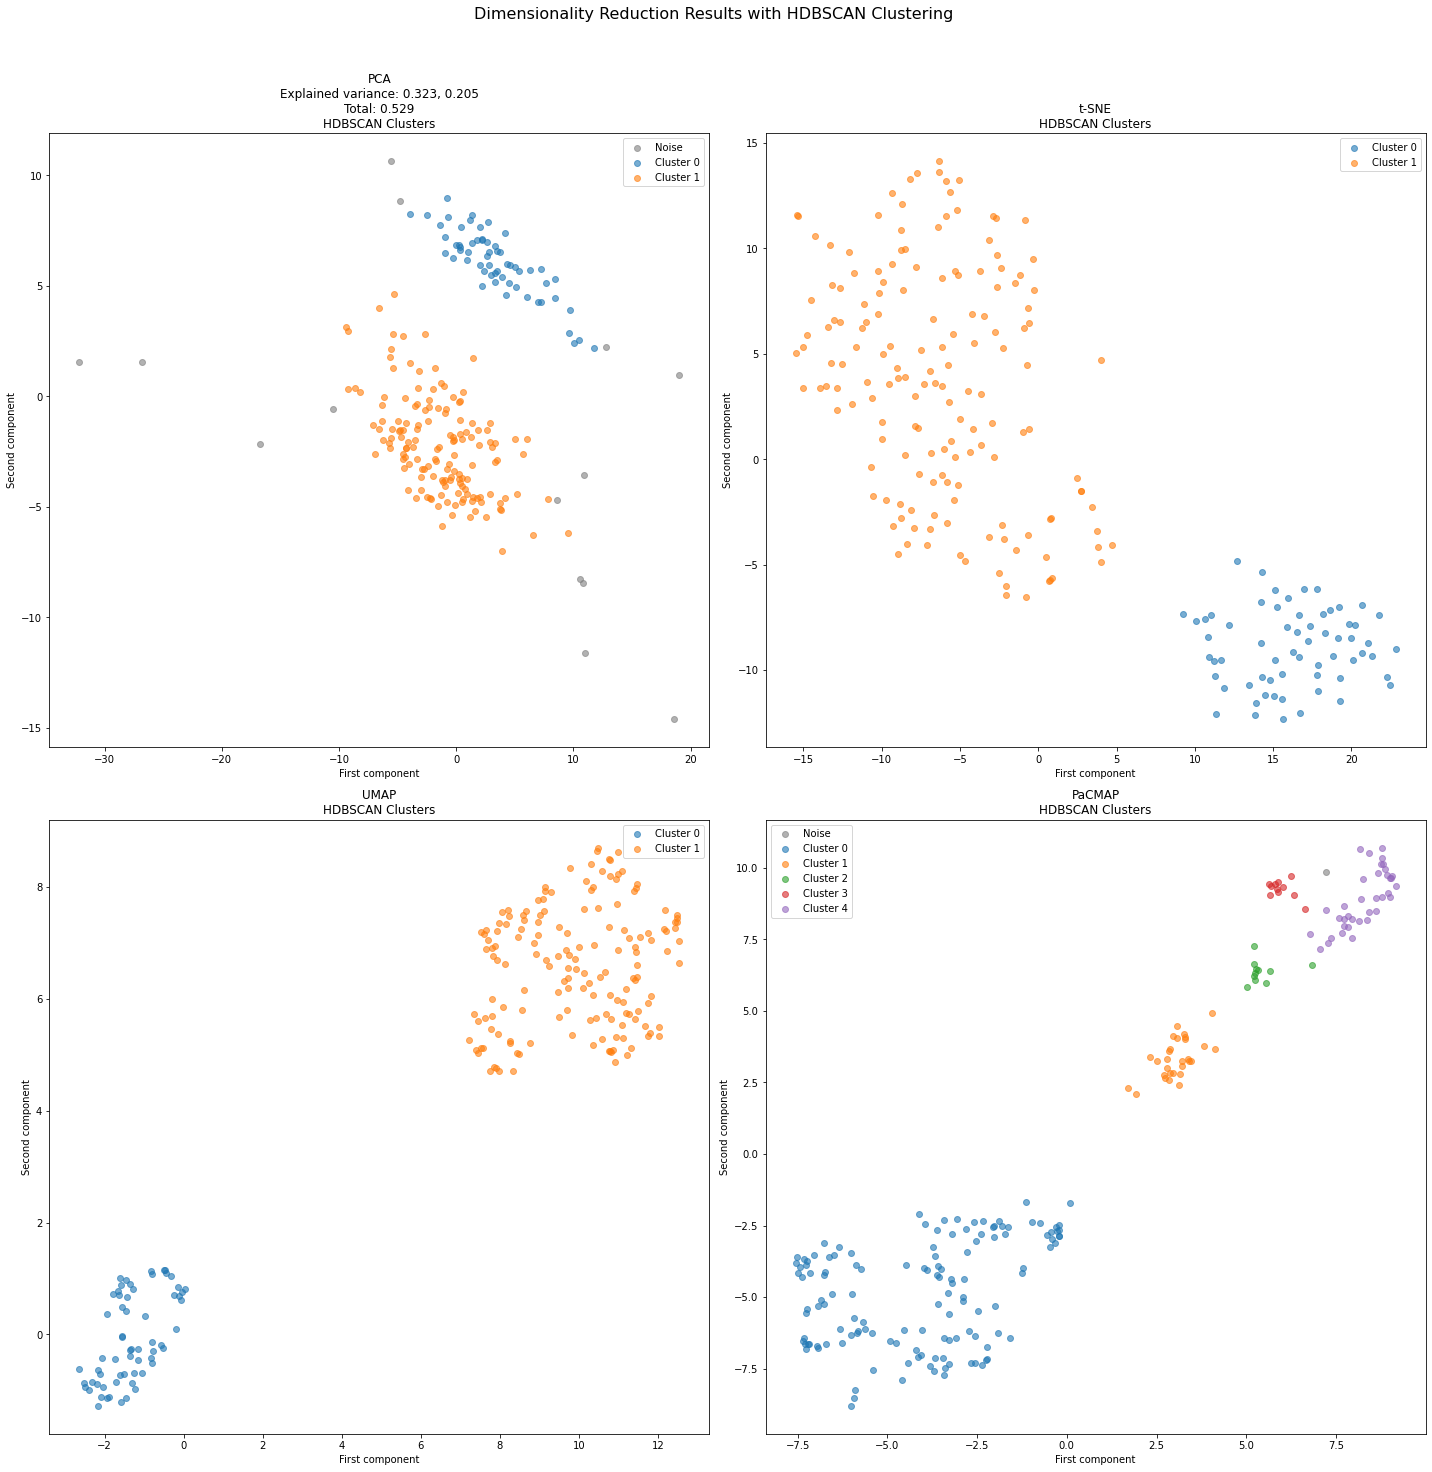 Dimensionality Reduction Results with HDBSCAN Clustering
PCA
Explained variance: 0.323, 0.205
Total: 0.529
HDBSCAN Clusters
Noise
Cluster 0
Cluster 1
10
5
0
−5
−10
−15
Second component
−30
−20
−10
0
10
20
First component
t-SNE
HDBSCAN Clusters
Cluster 0
Cluster 1
15
10
5
0
−5
−10
Second component
−15
−10
−5
0
5
10
15
20
First component
UMAP
HDBSCAN Clusters
Cluster 0
Cluster 1
8
6
4
2
0
Second component
−2
0
2
4
6
8
10
12
First component
PaCMAP
HDBSCAN Clusters
Noise
Cluster 0
Cluster 1
Cluster 2
Cluster 3
Cluster 4
10.0
7.5
5.0
2.5
0.0
−2.5
−5.0
−7.5
Second component
−7.5
−5.0
−2.5
0.0
2.5
5.0
7.5
First component